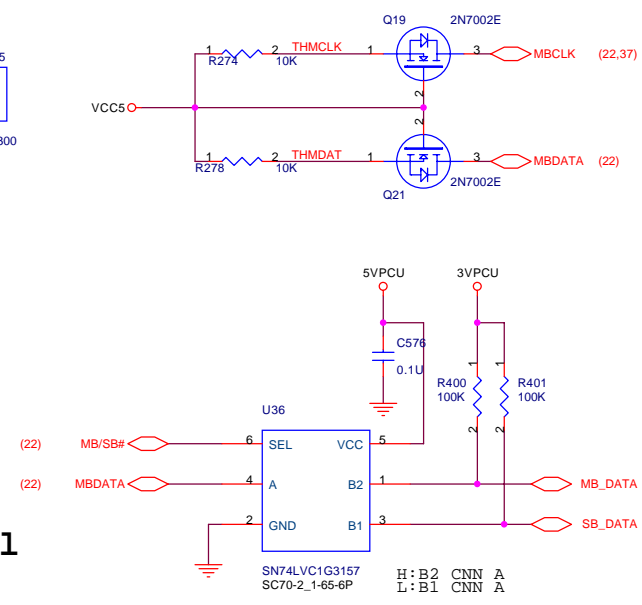 Q19 2N7002E
5
1 2 THMCLK 1 3 MBCLK (22,37)
R274 10K
2
VCC5
800
2
1 2 THMDAT 1 3 MBDATA (22)
R278 10K 2N7002E
Q21
5VPCU 3VPCU
C576
0.1U
1 1
R400 R401
100K 100K
2 2
U36
(22) MB/SB# 6 SEL VCC 5
(22) MBDATA 4 A B2 1 MB_DATA
2 GND B1 3 SB_DATA
1
SN74LVC1G3157
SC70-2_1-65-6P
H:B2 CNN A
L:B1 CNN A